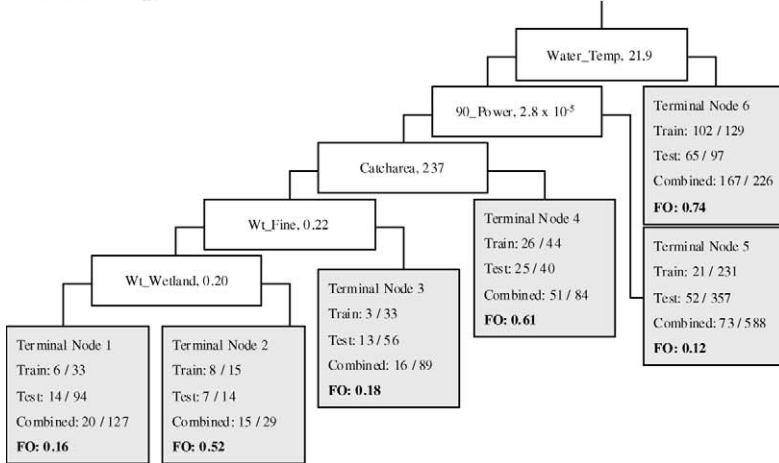 Water_Temp, 21.9
90_Power, 2.8 x 10⁻⁵
Catcharea, 237
Wt_Fine, 0.22
Wt_Wetland, 0.20
Terminal Node 1
Train: 6 / 33
Test: 14 / 94
Combined: 20 / 127
FO: 0.16
Terminal Node 2
Train: 8 / 15
Test: 7 / 14
Combined: 15 / 29
FO: 0.52
Terminal Node 3
Train: 3 / 33
Test: 13 / 56
Combined: 16 / 89
FO: 0.18
Terminal Node 4
Train: 26 / 44
Test: 25 / 40
Combined: 51 / 84
FO: 0.61
Terminal Node 6
Train: 102 / 129
Test: 65 / 97
Combined: 167 / 226
FO: 0.74
Terminal Node 5
Train: 21 / 231
Test: 52 / 357
Combined: 73 / 588
FO: 0.12